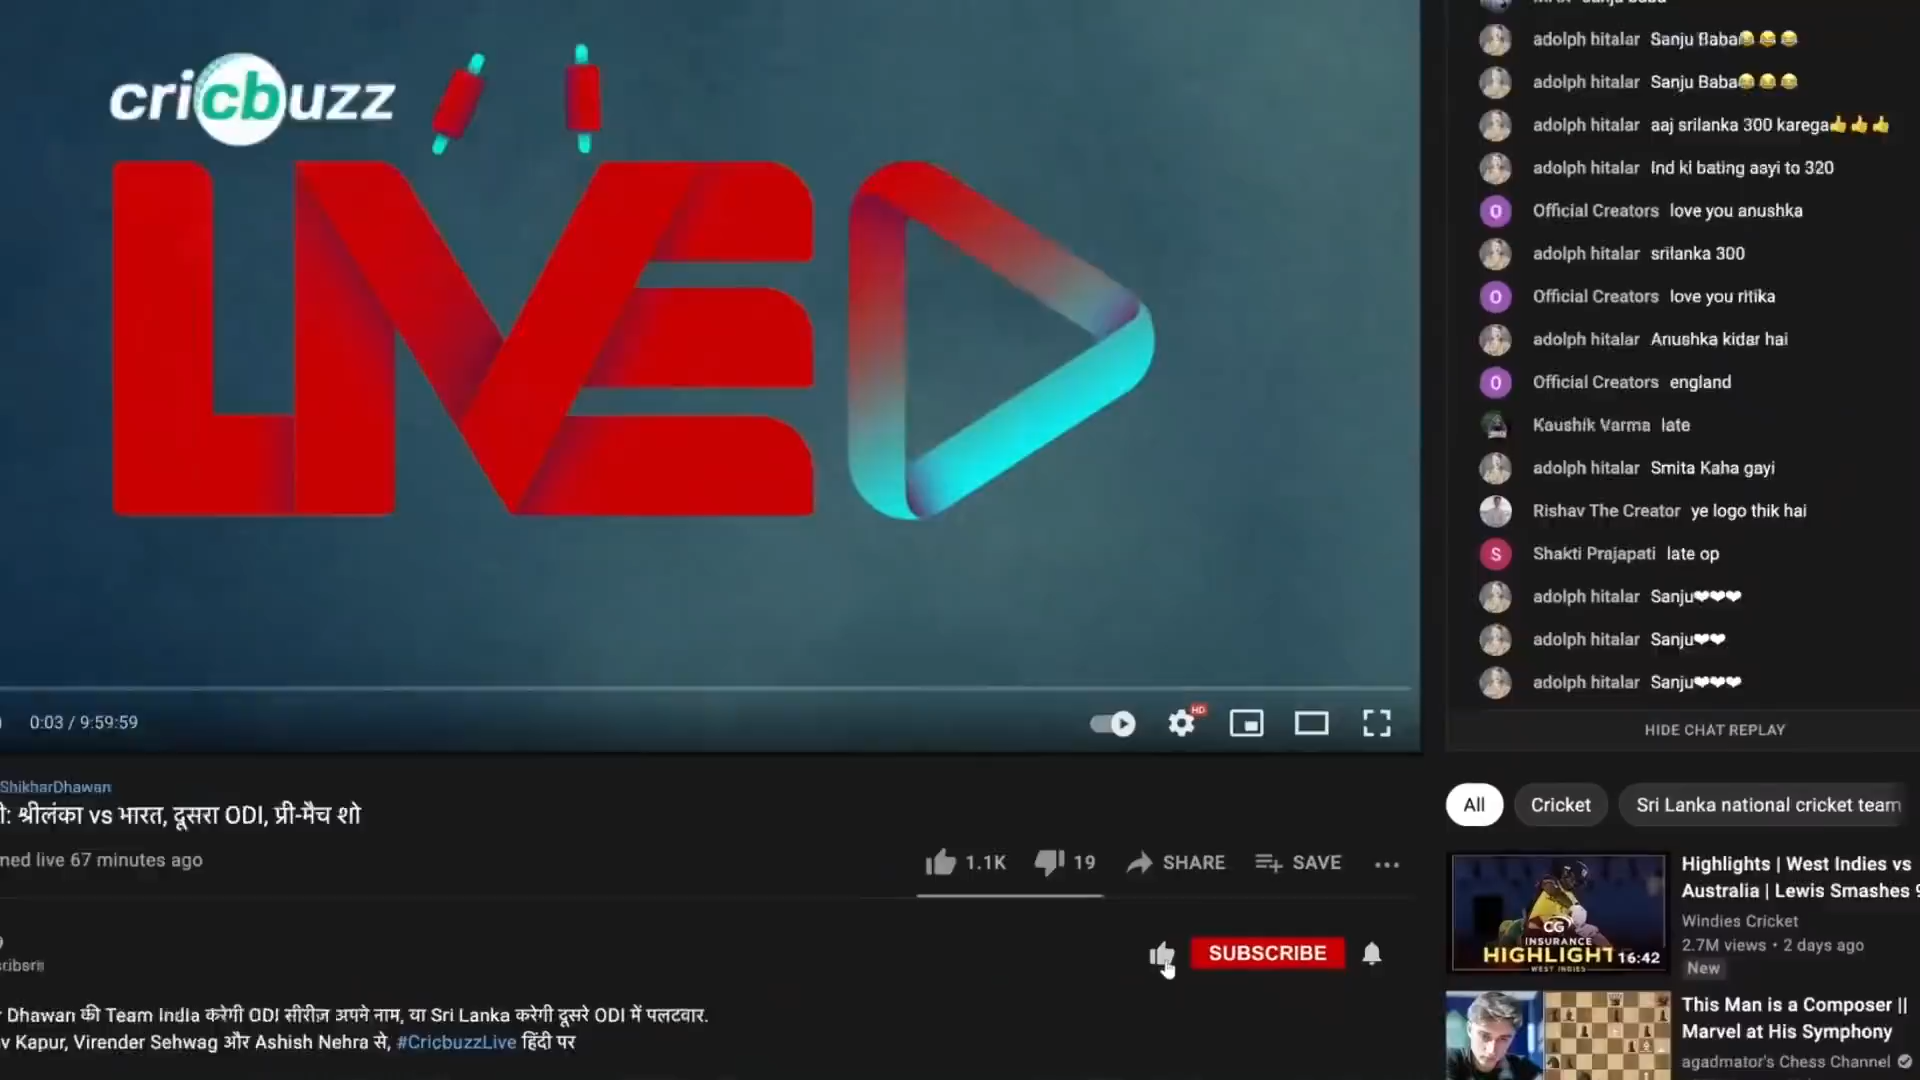 cricbuzz
LIVE
0:03 / 9:59:59
HD
ShikharDhawan
श्रीलंका vs भारत, दूसरा ODI, प्री-मैच शो
live 67 minutes ago
1.1K
19
SHARE
SAVE
SUBSCRIBE
Dhawan की Team India करेगी ODI सीरीज़ अपने नाम, या Sri Lanka करेगी दूसरे ODI में पलटवार.
Kapur, Virender Sehwag और Ashish Nehra से, #CricbuzzLive हिंदी पर
adolph hitalar Sanju Baba😂😂😂
adolph hitalar Sanju Baba😂😂😂
adolph hitalar aaj srilanka 300 karega👍👍👍
adolph hitalar Ind ki bating aayi to 320
O Official Creators love you anushka
adolph hitalar srilanka 300
O Official Creators love you ritika
adolph hitalar Anushka kidar hai
O Official Creators england
Kaushik Varma late
adolph hitalar Smita Kaha gayi
Rishav The Creator ye logo thik hai
S Shakti Prajapati late op
adolph hitalar Sanju❤❤❤
adolph hitalar Sanju❤❤
adolph hitalar Sanju❤❤❤
HIDE CHAT REPLAY
All
Cricket
Sri Lanka national cricket team
CG
INSURANCE
HIGHLIGHT
WEST INDIES
16:42
Highlights | West Indies vs
Australia | Lewis Smashes
Windies Cricket
2.7M views • 2 days ago
New
This Man is a Composer ||
Marvel at His Symphony
agadmator's Chess Channel